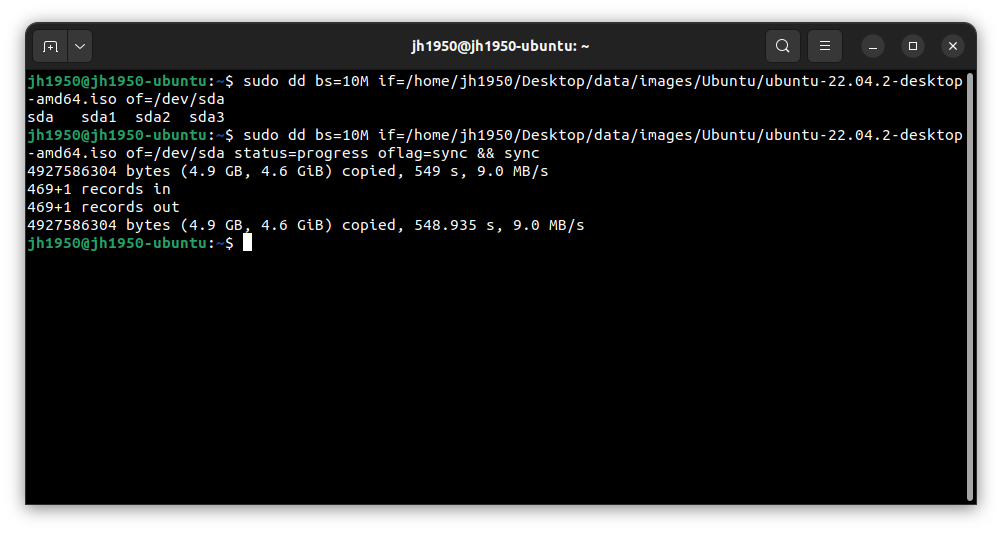 jh1950@jh1950-ubuntu: ~
jh1950@jh1950-ubuntu:~$ sudo dd bs=10M if=/home/jh1950/Desktop/data/images/Ubuntu/ubuntu-22.04.2-desktop
-amd64.iso of=/dev/sda
sda   sda1  sda2  sda3
jh1950@jh1950-ubuntu:~$ sudo dd bs=10M if=/home/jh1950/Desktop/data/images/Ubuntu/ubuntu-22.04.2-desktop
-amd64.iso of=/dev/sda status=progress oflag=sync && sync
4927586304 bytes (4.9 GB, 4.6 GiB) copied, 549 s, 9.0 MB/s
469+1 records in
469+1 records out
4927586304 bytes (4.9 GB, 4.6 GiB) copied, 548.935 s, 9.0 MB/s
jh1950@jh1950-ubuntu:~$